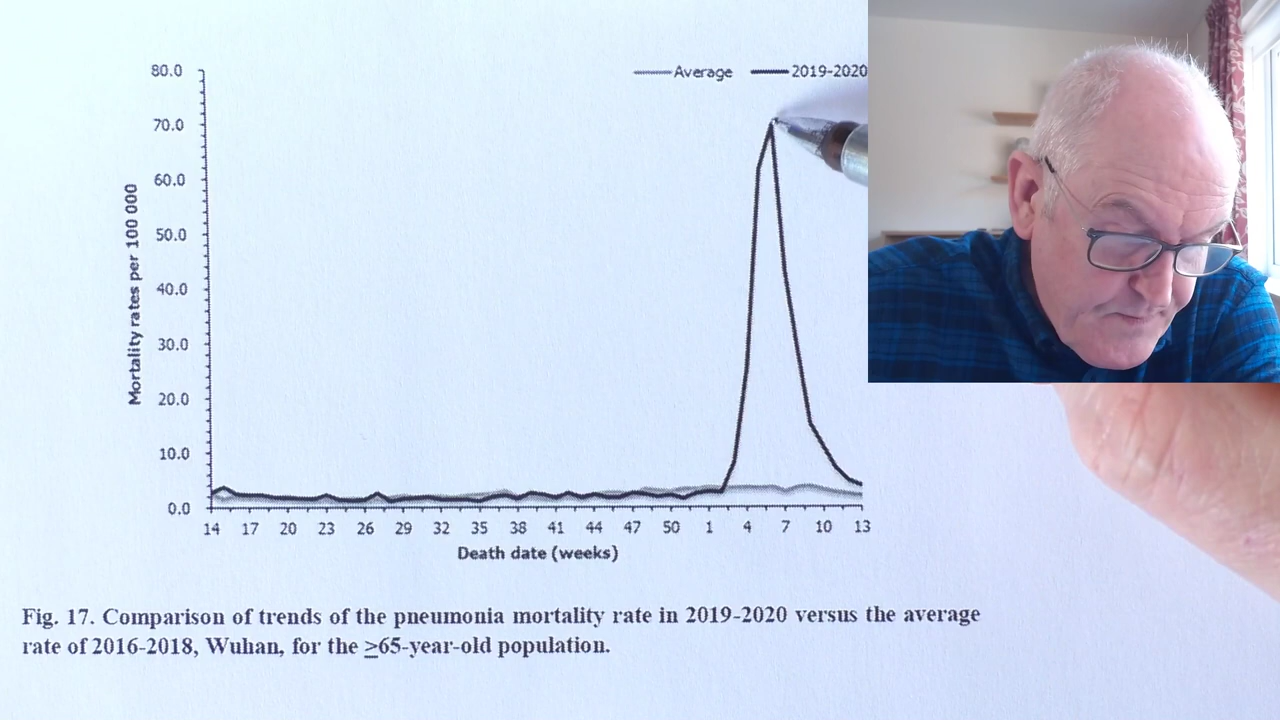 Average 2019-2020
80.0
70.0
60.0
50.0
40.0
30.0
20.0
10.0
0.0
Mortality rates per 100 000
14 17 20 23 26 29 32 35 38 41 44 47 50 1 4 7 10 13
Death date (weeks)
Fig. 17. Comparison of trends of the pneumonia mortality rate in 2019-2020 versus the average
rate of 2016-2018, Wuhan, for the ≥65-year-old population.